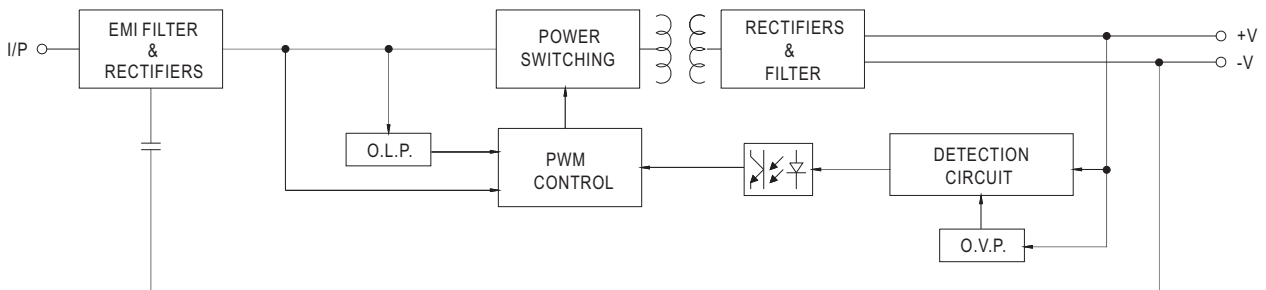 I/P
EMI FILTER
&
RECTIFIERS
POWER
SWITCHING
RECTIFIERS
&
FILTER
+V
-V
O.L.P.
PWM
CONTROL
DETECTION
CIRCUIT
O.V.P.